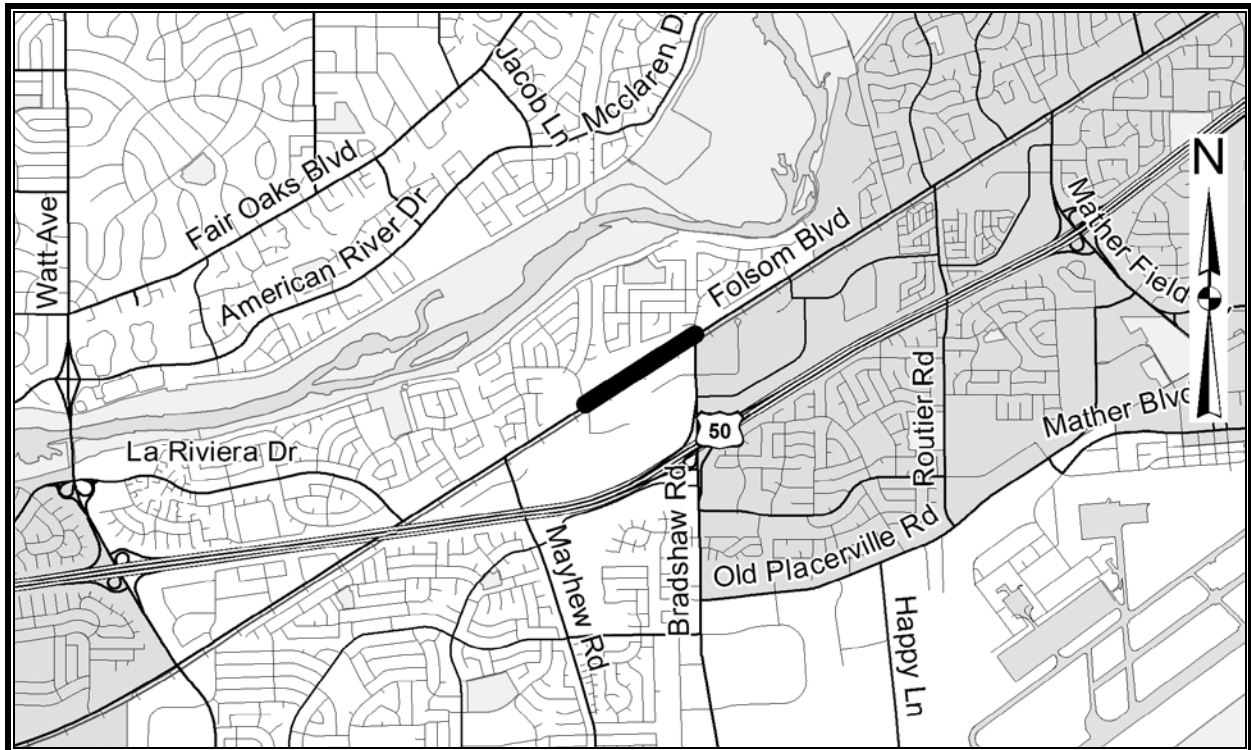 Jacob Ln
Mcclaren D
Fair Oaks Blvd
N
Watt Ave
American River Dr
Mather Field
Folsom Blvd
Routier Rd
Mather Blvd
50
La Riviera Dr
Bradshaw Rd
Mayhew Rd
Old Placerville Rd
Happy Ln